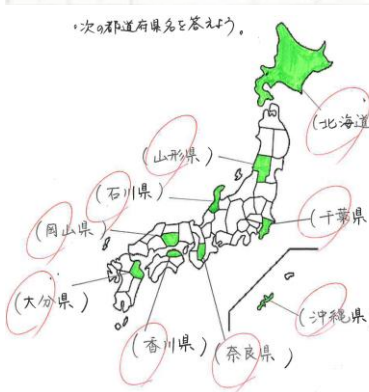 ・次の都道府県名を答えよう。
(北海道
(山形県)
(石川県)
(千葉県
(岡山県)
(大分県)
(沖縄県
(香川県)
(奈良県)